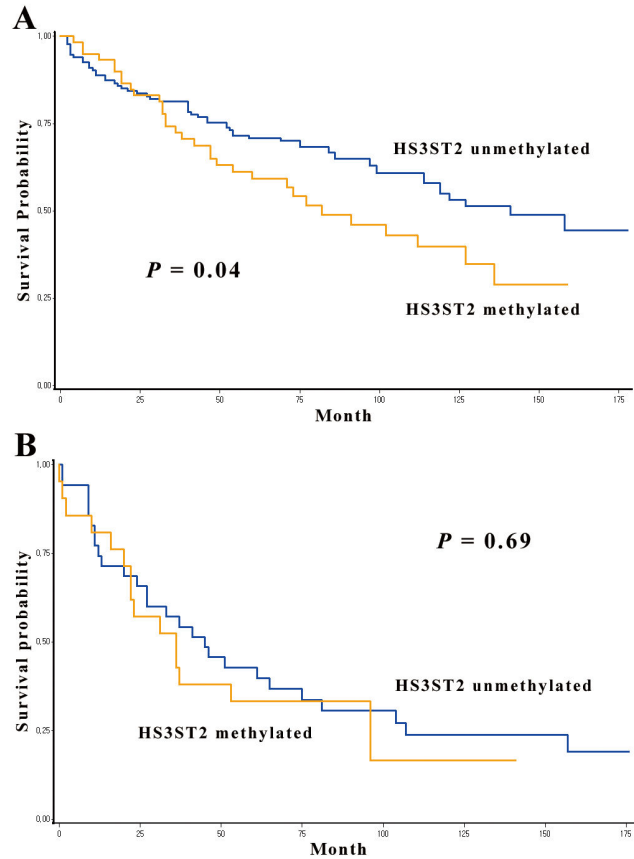 A
1,00
0,75
0,50
0,25
0,00
Survival Probability
HS3ST2 unmethylated
P = 0.04
HS3ST2 methylated
0 25 50 75 100 125 150 175
Month
B
1,00
0,75
0,50
0,25
0,00
Survival probability
P = 0.69
HS3ST2 unmethylated
HS3ST2 methylated
0 25 50 75 100 125 150 175
Month